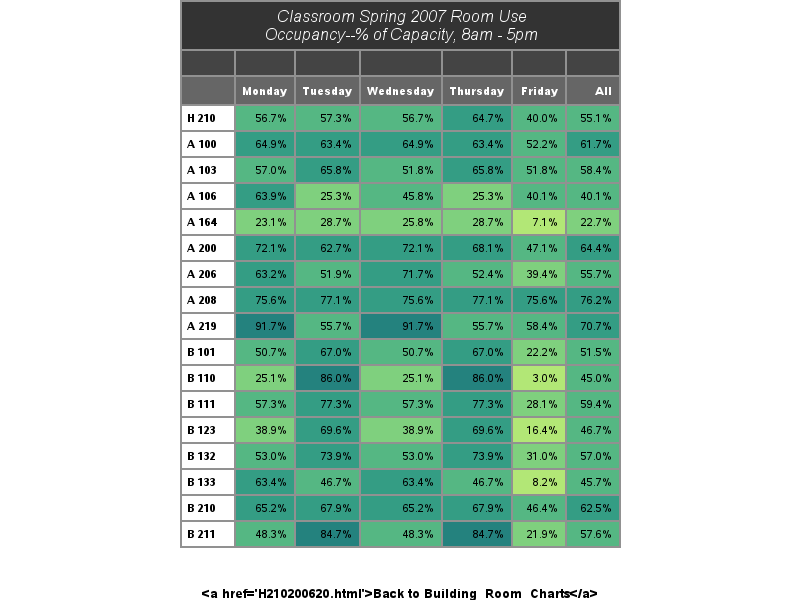 Classroom Spring 2007 Room Use
Occupancy--% of Capacity, 8am - 5pm
Monday Tuesday Wednesday Thursday Friday All
H 210 56.7% 57.3% 56.7% 64.7% 40.0% 55.1%
A 100 64.9% 63.4% 64.9% 63.4% 52.2% 61.7%
A 103 57.0% 65.8% 51.8% 65.8% 51.8% 58.4%
A 106 63.9% 25.3% 45.8% 25.3% 40.1% 40.1%
A 164 23.1% 28.7% 25.8% 28.7% 7.1% 22.7%
A 200 72.1% 62.7% 72.1% 68.1% 47.1% 64.4%
A 206 63.2% 51.9% 71.7% 52.4% 39.4% 55.7%
A 208 75.6% 77.1% 75.6% 77.1% 75.6% 76.2%
A 219 91.7% 55.7% 91.7% 55.7% 58.4% 70.7%
B 101 50.7% 67.0% 50.7% 67.0% 22.2% 51.5%
B 110 25.1% 86.0% 25.1% 86.0% 3.0% 45.0%
B 111 57.3% 77.3% 57.3% 77.3% 28.1% 59.4%
B 123 38.9% 69.6% 38.9% 69.6% 16.4% 46.7%
B 132 53.0% 73.9% 53.0% 73.9% 31.0% 57.0%
B 133 63.4% 46.7% 63.4% 46.7% 8.2% 45.7%
B 210 65.2% 67.9% 65.2% 67.9% 46.4% 62.5%
B 211 48.3% 84.7% 48.3% 84.7% 21.9% 57.6%
<a href='H210200620.html'>Back to Building_Room_Charts</a>